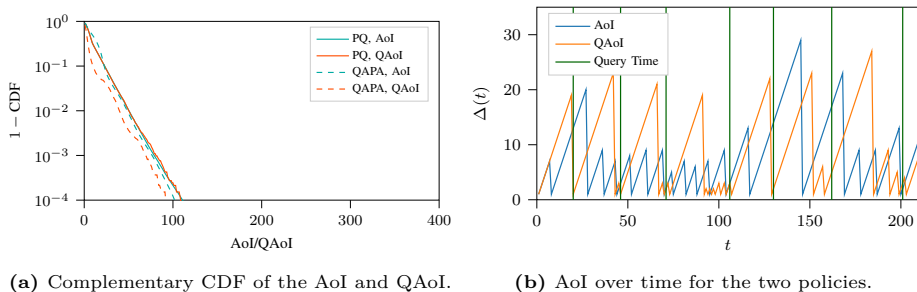 10⁰
10⁻¹
10⁻²
10⁻³
10⁻⁴
1 − CDF
0
100
200
300
400
AoI/QAoI
PQ, AoI
PQ, QAoI
QAPA, AoI
QAPA, QAoI
(a) Complementary CDF of the AoI and QAoI.
30
20
10
0
Δ(t)
0
50
100
150
200
t
AoI
QAoI
Query Time
(b) AoI over time for the two policies.